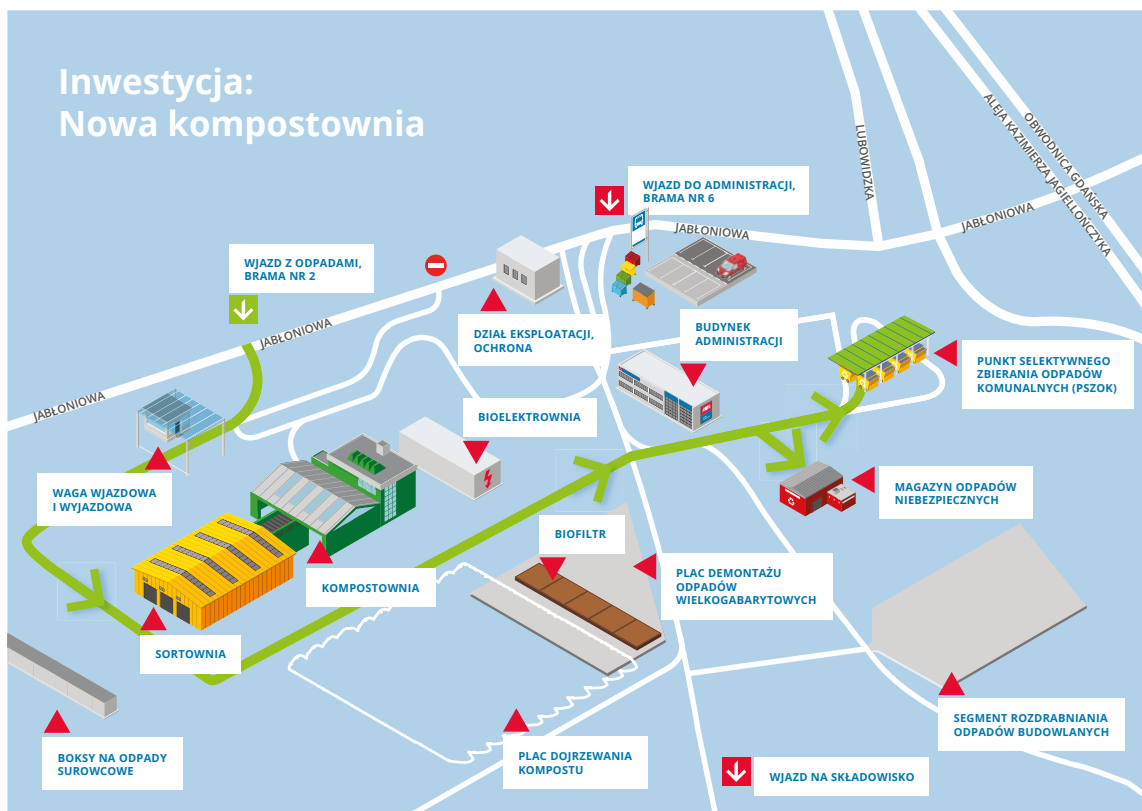 Inwestycja:
Nowa kompostownia
OBWODNICA GDAŃSKA
ALEJA KAZIMIERZA JAGIELLOŃCZYKA
LUBOWIDZKA
WJAZD DO ADMINISTRACJI,
BRAMA NR 6
JABŁONIOWA
JABŁONIOWA
WJAZD Z ODPADAMI,
BRAMA NR 2
JABŁONIOWA
DZIAŁ EKSPLOATACJI,
OCHRONA
BUDYNEK
ADMINISTRACJI
PUNKT SELEKTYWNEGO
ZBIERANIA ODPADÓW
KOMUNALNYCH (PSZOK)
JABŁONIOWA
BIOELEKTROWNIA
WAGA WJAZDOWA
I WYJAZDOWA
MAGAZYN ODPADÓW
NIEBEZPIECZNYCH
BIOFILTR
KOMPOSTOWNIA
PLAC DEMONTAŻU
ODPADÓW
WIELKOGABARYTOWYCH
SORTOWNIA
SEGMENT ROZDRABNIANIA
ODPADÓW BUDOWLANYCH
BOKSY NA ODPADY
SUROWCOWE
PLAC DOJRZEWANIA
KOMPOSTU
WJAZD NA SKŁADOWISKO